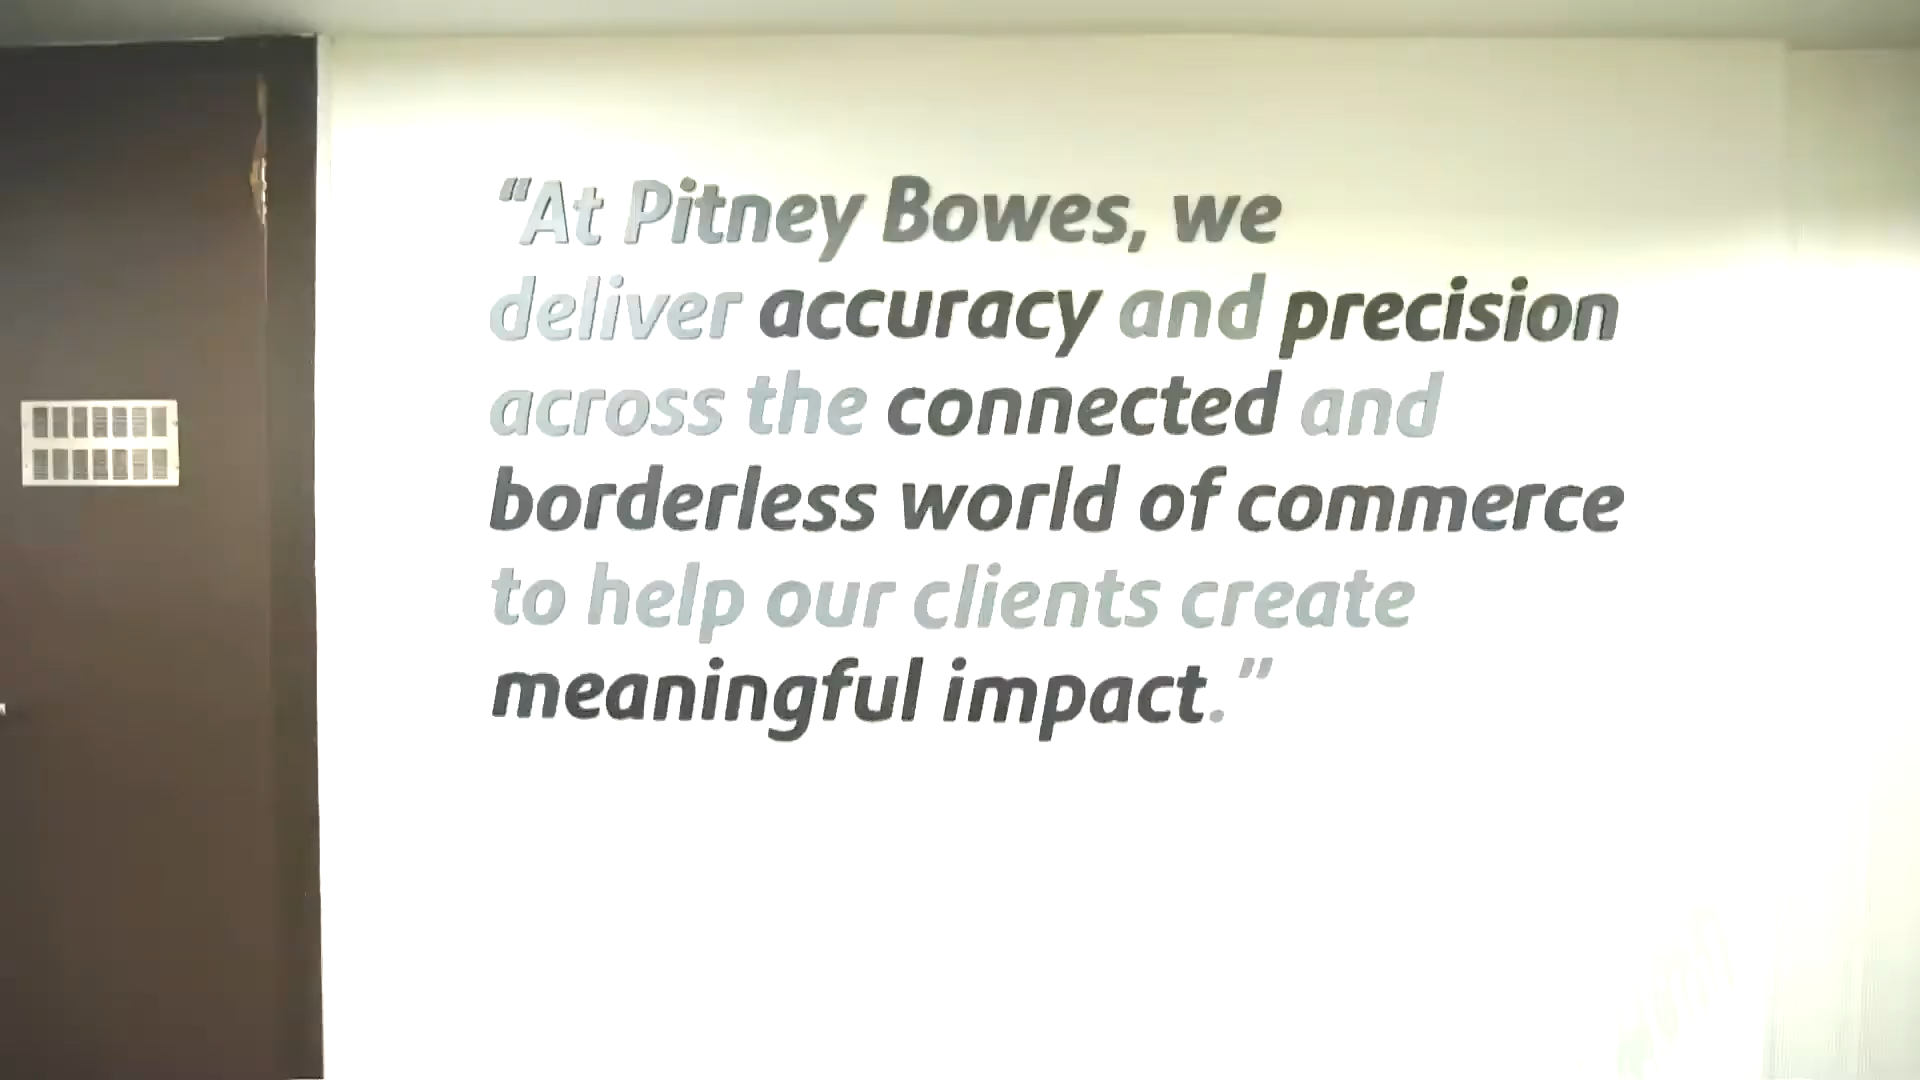 “At Pitney Bowes, we
deliver accuracy and precision
across the connected and
borderless world of commerce
to help our clients create
meaningful impact.”